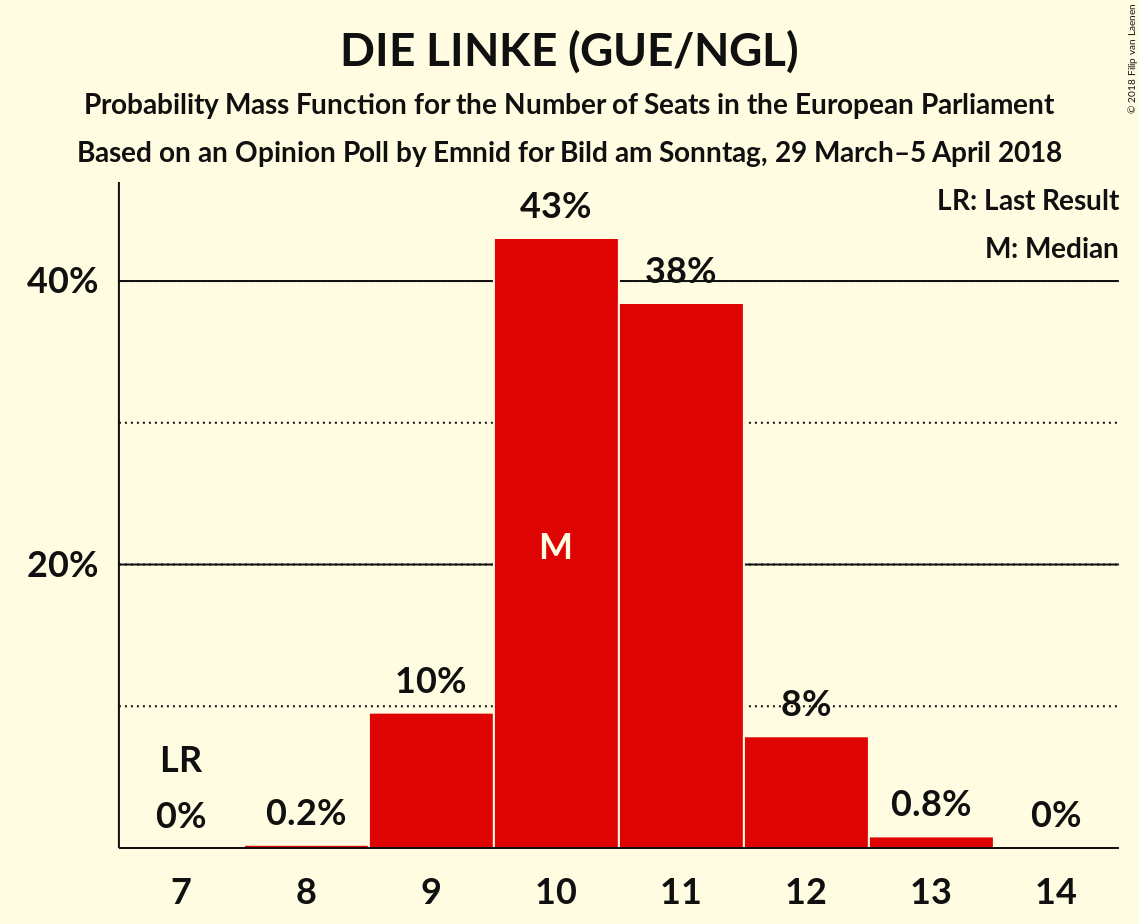 DIE LINKE (GUE/NGL)
Probability Mass Function for the Number of Seats in the European Parliament
Based on an Opinion Poll by Emnid for Bild am Sonntag, 29 March–5 April 2018
© 2018 Filip van Laenen
LR: Last Result
M: Median
43%
38%
40%
M
20%
10%
8%
LR
0%
0.2%
0.8%
0%
7 8 9 10 11 12 13 14